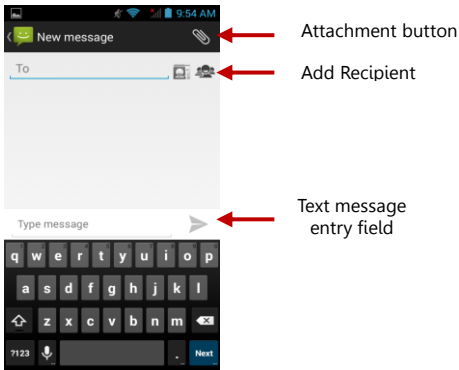 9:54 AM
New message
Attachment button
To
Add Recipient
Type message
Text message
entry field
q w e r t y u i o p
a s d f g h j k l
z x c v b n m
?123 . Next